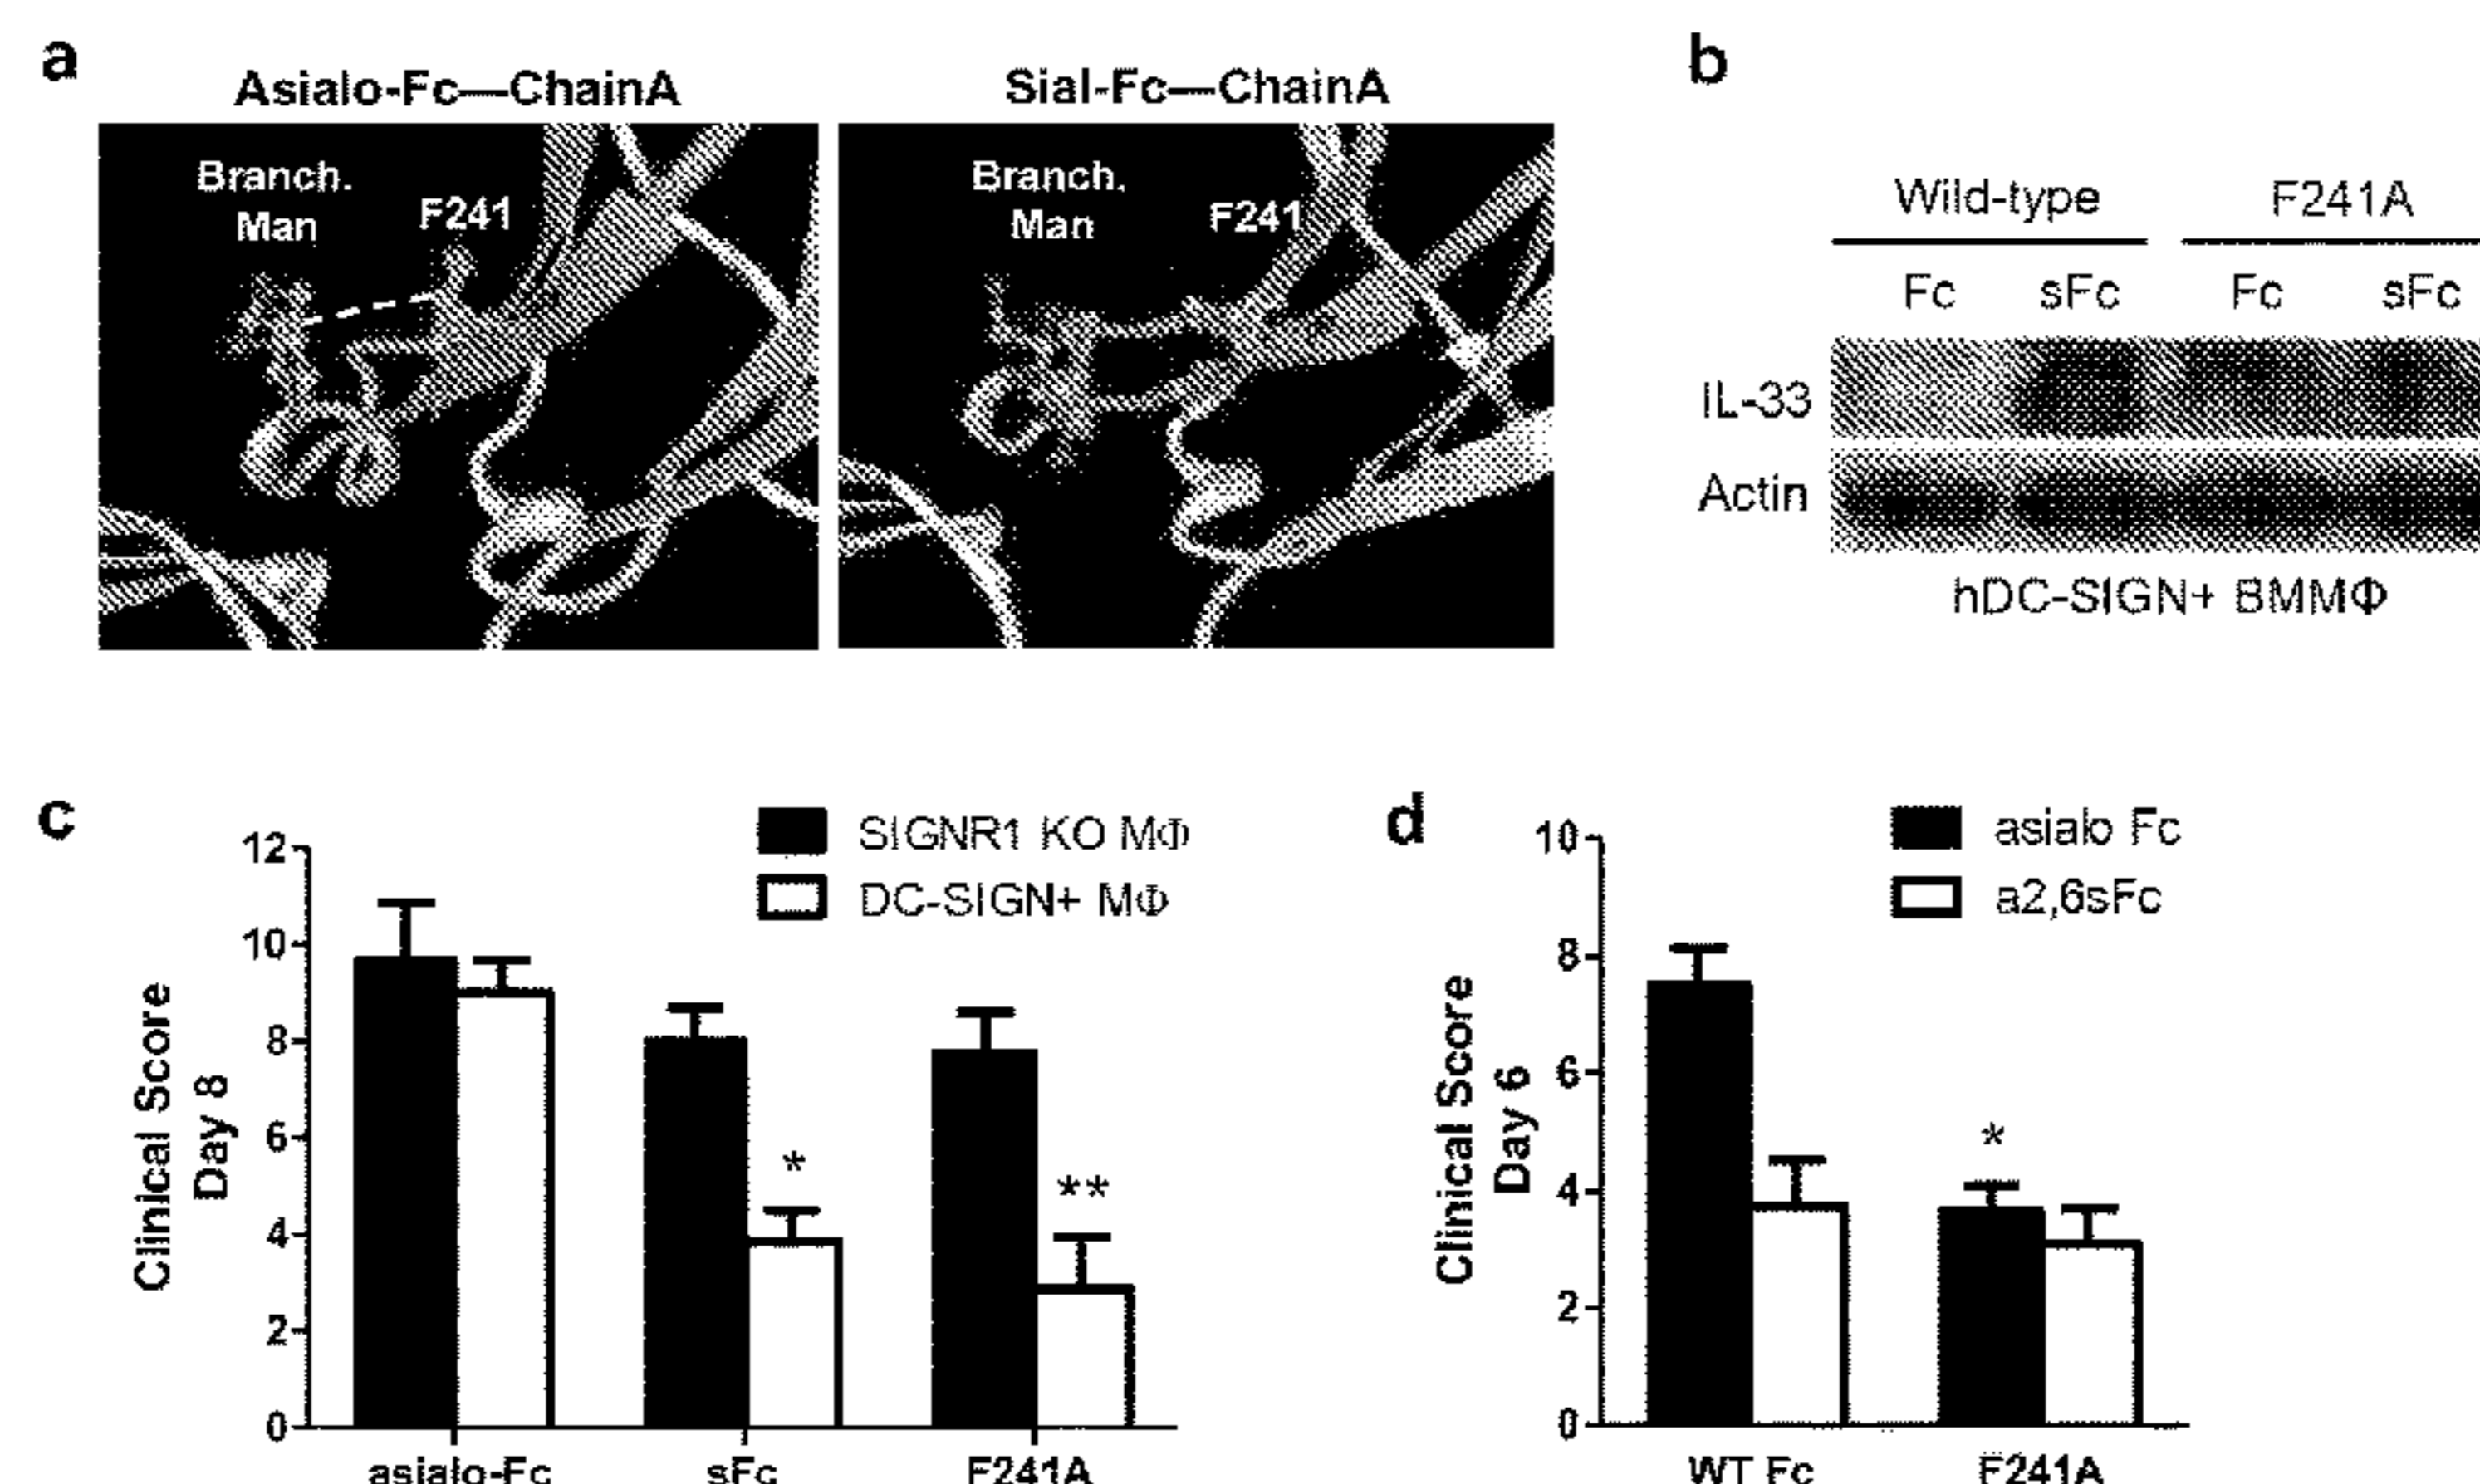 a
Asialo-Fc—ChainA
Sial-Fc—ChainA
Branch.
Man
F241
Branch.
Man
F241
b
Wild-type
F241A
Fc
sFc
Fc
sFc
IL-33
Actin
hDC-SIGN+ BMMΦ
c
SIGNR1 KO MΦ
DC-SIGN+ MΦ
Clinical Score
Day 8
12
10
8
6
4
2
0
*
**
asialo-Fc
sFc
F241A
d
asialo Fc
a2,6sFc
Clinical Score
Day 6
10
8
6
4
2
0
*
WT Fc
F241A